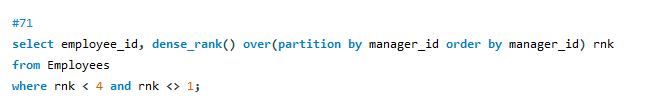 #71
select employee_id, dense_rank() over(partition by manager_id order by manager_id) rnk
from Employees
where rnk < 4 and rnk <> 1;